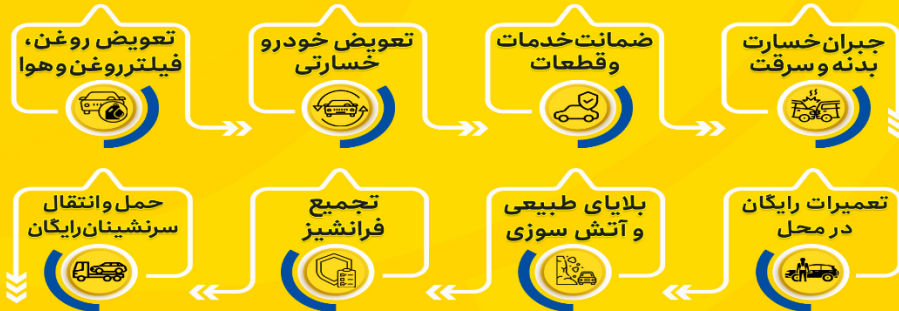 تعویض روغن،
فیلتر روغن و هوا
تعویض خودرو
خسارتی
ضمانت خدمات
و قطعات
جبران خسارت
بدنه و سرقت
تعمیرات رایگان
در محل
بلایای طبیعی
و آتش سوزی
تجمیع
فرانشیز
حمل و انتقال
سرنشینان رایگان